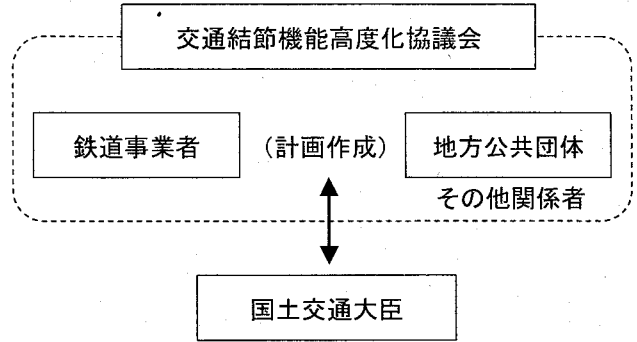 交通結節機能高度化協議会
鉄道事業者
(計画作成)
地方公共団体
その他関係者
国土交通大臣